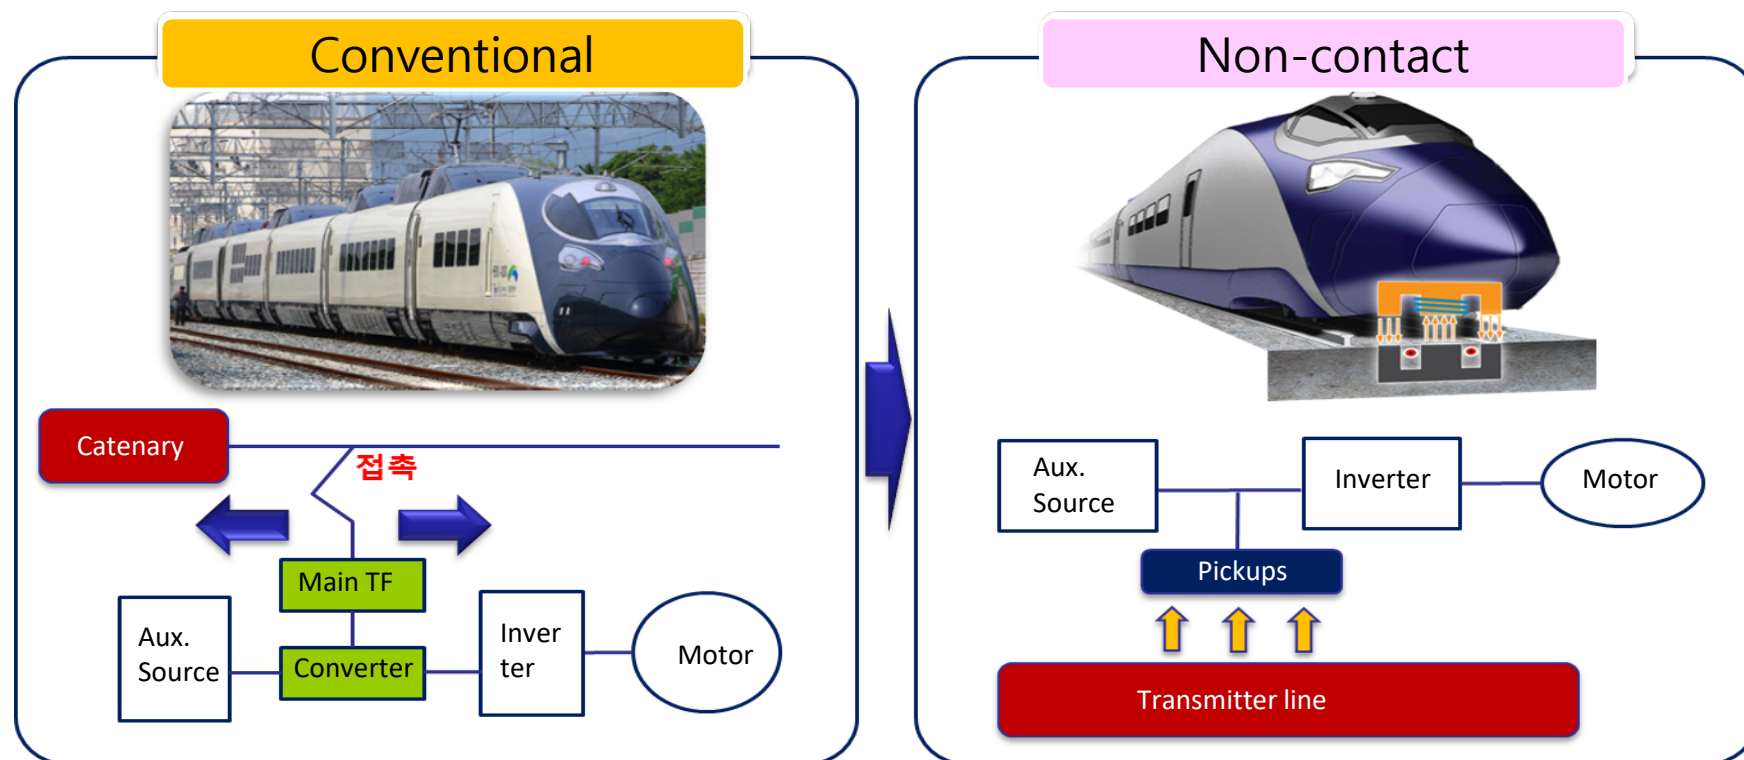 Conventional
Catenary
접촉
Main TF
Aux.
Source
Converter
Inver
ter
Motor
Non-contact
Aux.
Source
Inverter
Motor
Pickups
Transmitter line